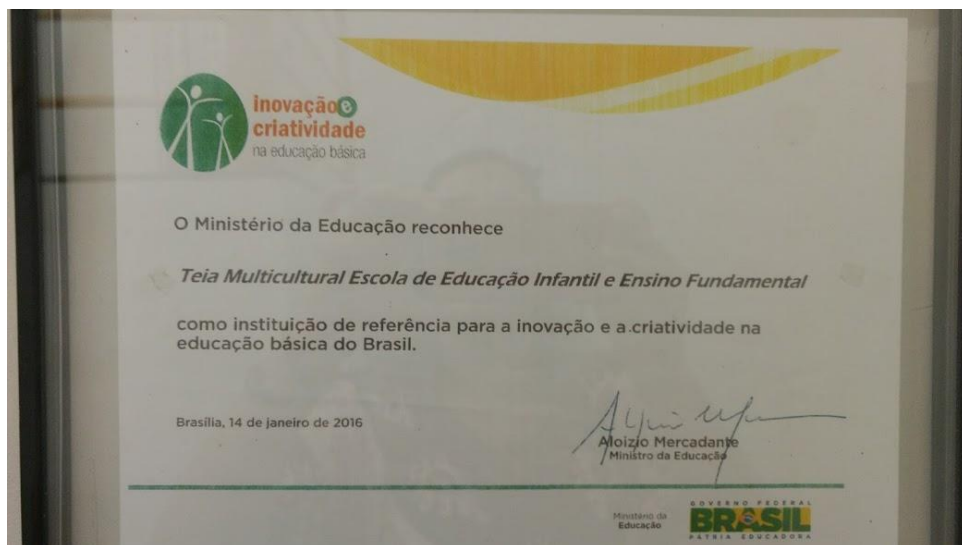 inovação e
criatividade
na educação básica
O Ministério da Educação reconhece
Teia Multicultural Escola de Educação Infantil e Ensino Fundamental
como instituição de referência para a inovação e a criatividade na
educação básica do Brasil.
Brasília, 14 de janeiro de 2016
Aloizio Mercadante
Ministro da Educação
Ministério da
Educação
GOVERNO FEDERAL
BRASIL
PÁTRIA EDUCADORA